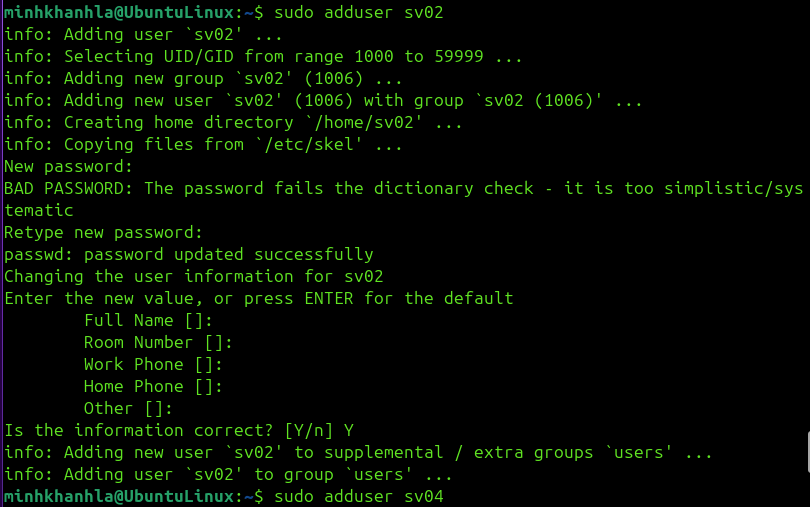 minhkhanhla@UbuntuLinux:~$ sudo adduser sv02
info: Adding user `sv02' ...
info: Selecting UID/GID from range 1000 to 59999 ...
info: Adding new group `sv02' (1006) ...
info: Adding new user `sv02' (1006) with group `sv02 (1006)' ...
info: Creating home directory `/home/sv02' ...
info: Copying files from `/etc/skel' ...
New password:
BAD PASSWORD: The password fails the dictionary check - it is too simplistic/sys
tematic
Retype new password:
passwd: password updated successfully
Changing the user information for sv02
Enter the new value, or press ENTER for the default
        Full Name []:
        Room Number []:
        Work Phone []:
        Home Phone []:
        Other []:
Is the information correct? [Y/n] Y
info: Adding new user `sv02' to supplemental / extra groups `users' ...
info: Adding user `sv02' to group `users' ...
minhkhanhla@UbuntuLinux:~$ sudo adduser sv04